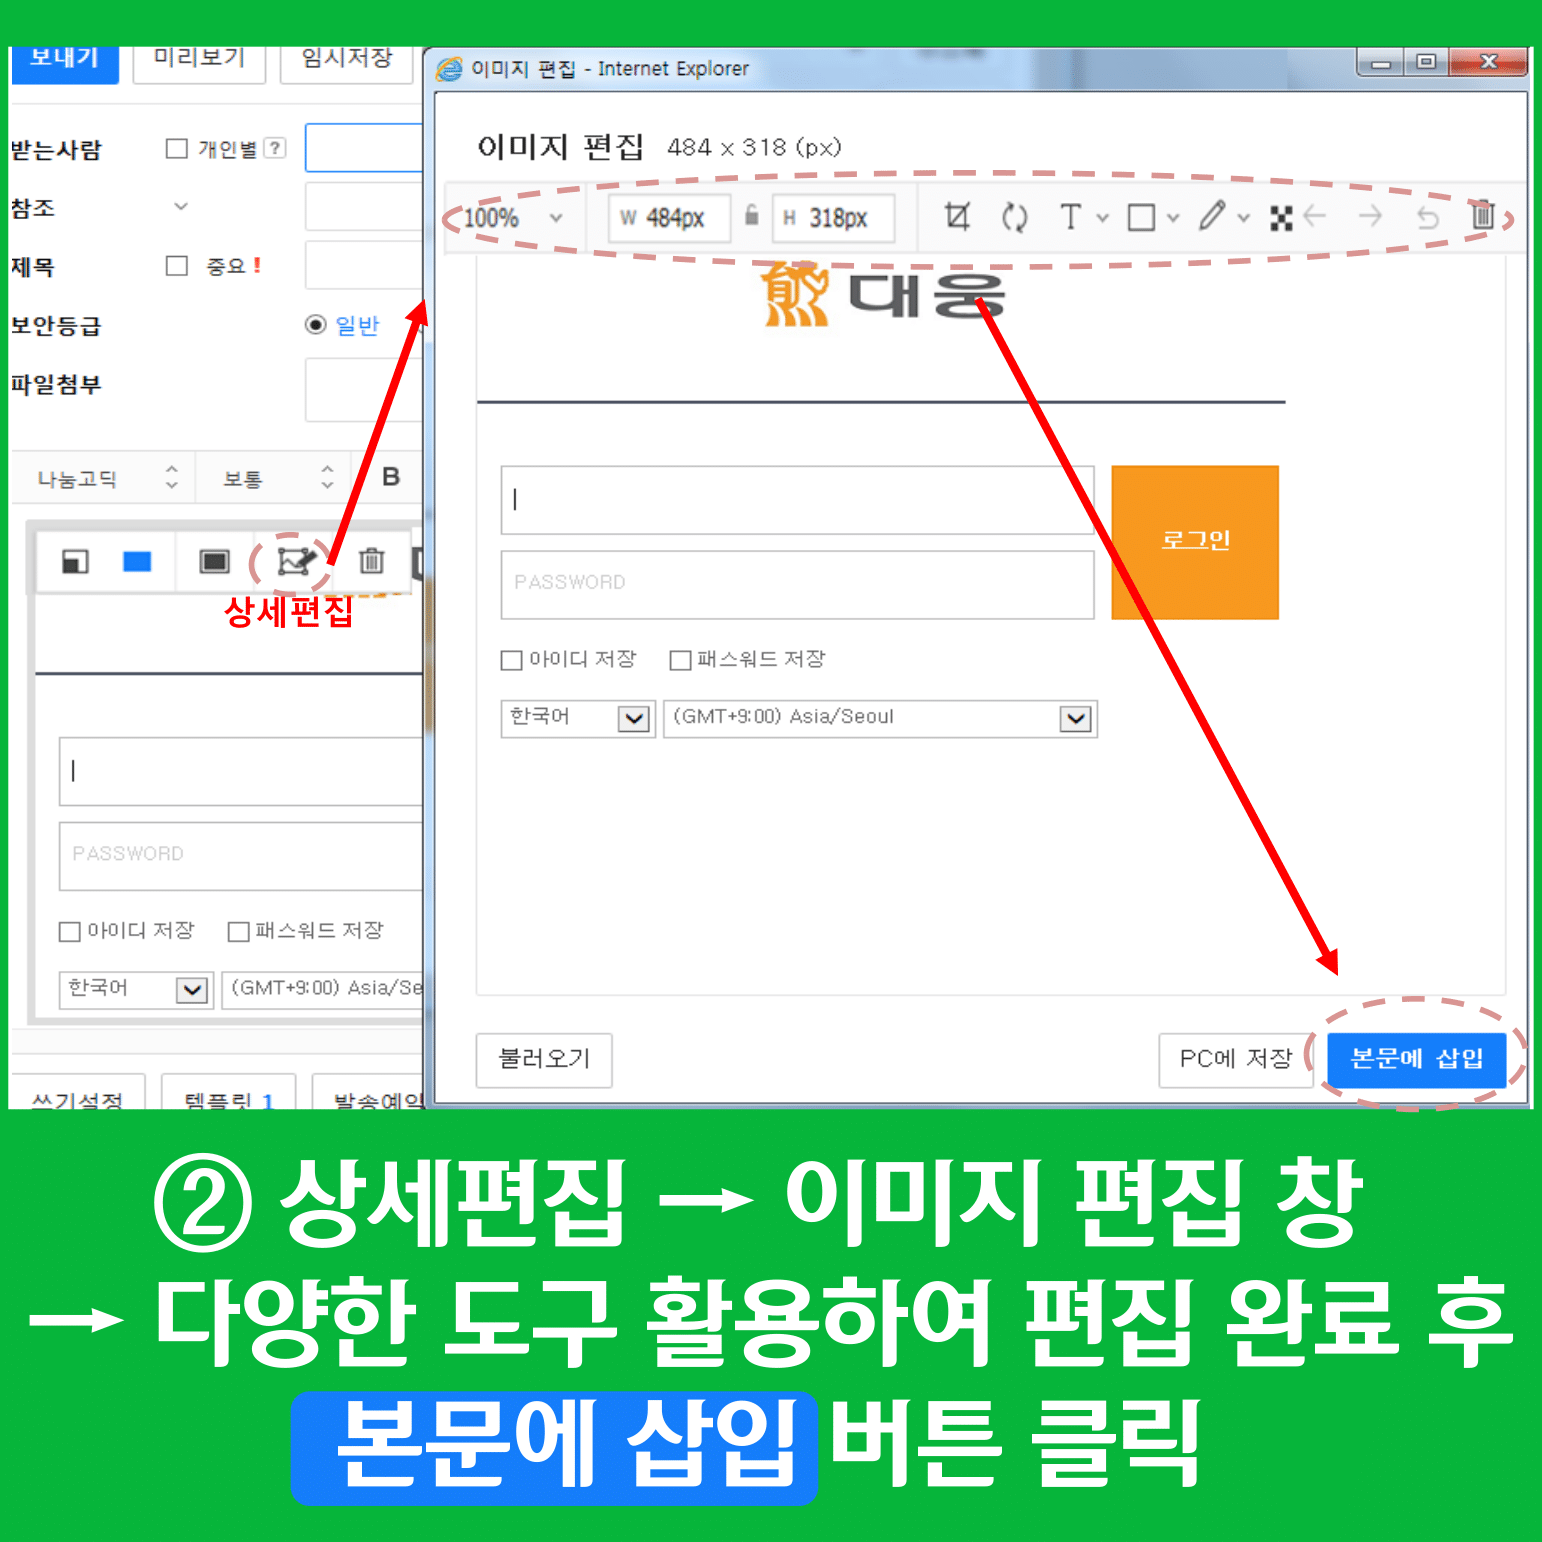 보내기 미리보기 임시저장
받는사람 개인별 ?
참조
제목 중요 !
보안등급 일반
파일첨부
나눔고딕 보통 B
상세편집
PASSWORD
아이디 저장 패스워드 저장
한국어 (GMT+9:00) Asia/Se
쓰기설정 템플릿 1 발송예약
이미지 편집 - Internet Explorer
이미지 편집 484 x 318 (px)
100% W 484px H 318px T
대웅
로그인
PASSWORD
아이디 저장 패스워드 저장
한국어 (GMT+9:00) Asia/Seoul
불러오기 PC에 저장 본문에 삽입
② 상세편집 → 이미지 편집 창
→ 다양한 도구 활용하여 편집 완료 후
본문에 삽입 버튼 클릭